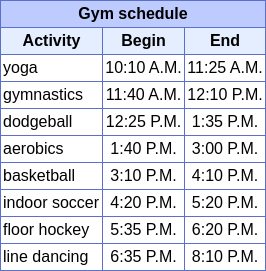 Gym schedule
Activity Begin End
yoga 10:10 A.M. 11:25 A.M.
gymnastics 11:40 A.M. 12:10 P.M.
dodgeball 12:25 P.M. 1:35 P.M.
aerobics 1:40 P.M. 3:00 P.M.
basketball 3:10 P.M. 4:10 P.M.
indoor soccer 4:20 P.M. 5:20 P.M.
floor hockey 5:35 P.M. 6:20 P.M.
line dancing 6:35 P.M. 8:10 P.M.